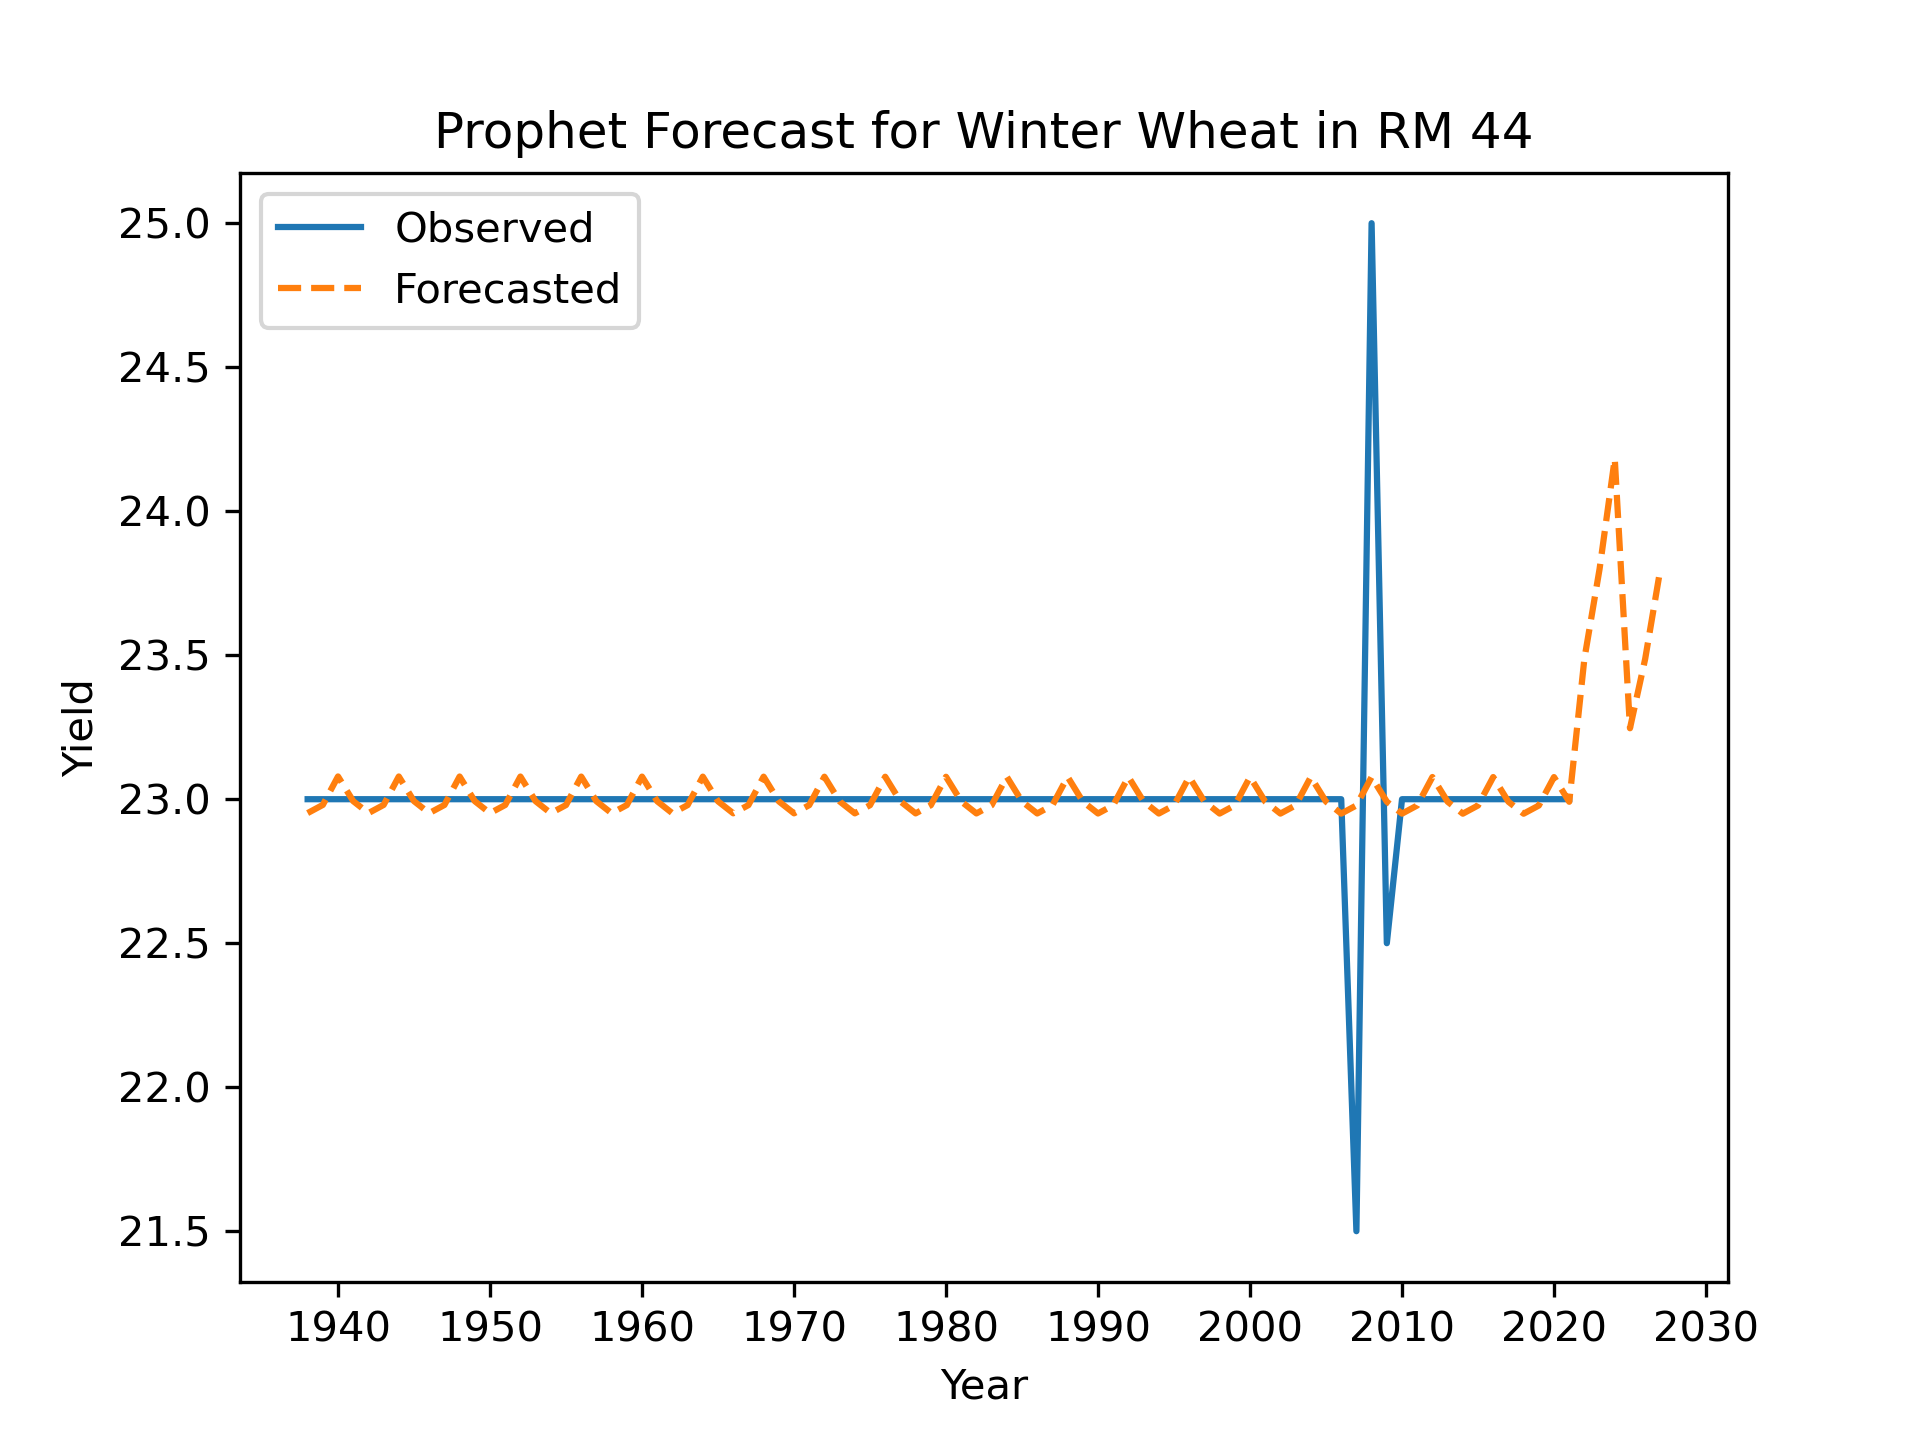 Prophet Forecast for Winter Wheat in RM 44
Observed
Forecasted
25.0
24.5
24.0
23.5
23.0
22.5
22.0
21.5
Yield
1940 1950 1960 1970 1980 1990 2000 2010 2020 2030
Year